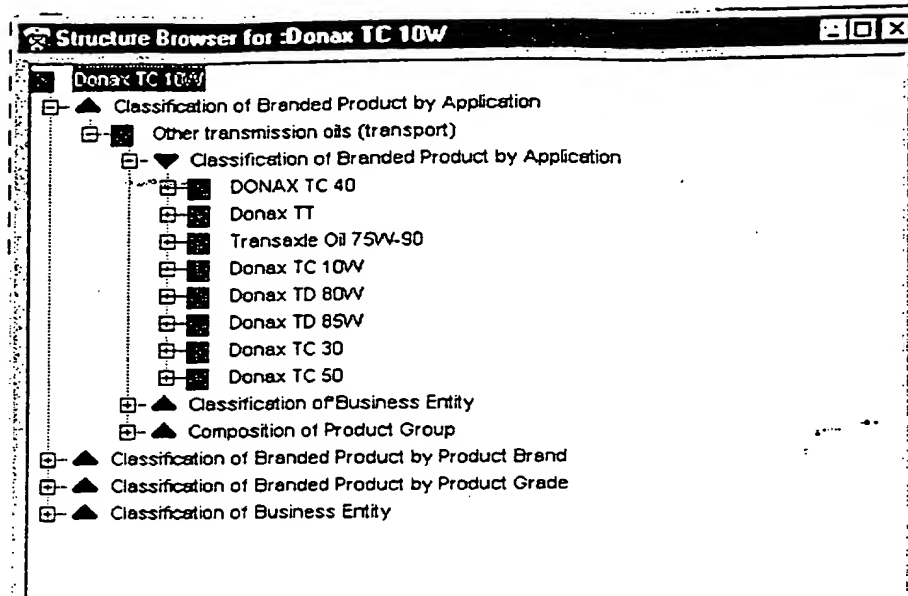 Structure Browser for :Donax TC 10W
Donax TC 10W
Classification of Branded Product by Application
Other transmission oils (transport)
Classification of Branded Product by Application
DONAX TC 40
Donax TT
Transaxle Oil 75W-90
Donax TC 10W
Donax TD 80W
Donax TD 85W
Donax TC 30
Donax TC 50
Classification of Business Entity
Composition of Product Group
Classification of Branded Product by Product Brand
Classification of Branded Product by Product Grade
Classification of Business Entity